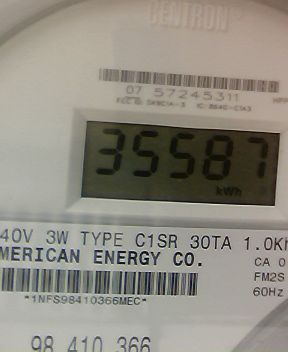 CENTRON®
07 57245311
35587
kWh
40V 3W TYPE C1SR 30TA 1.0Kh
MERICAN ENERGY CO.
CA 0
FM2S
60Hz
*1NFS98410366MEC*
98 410 366